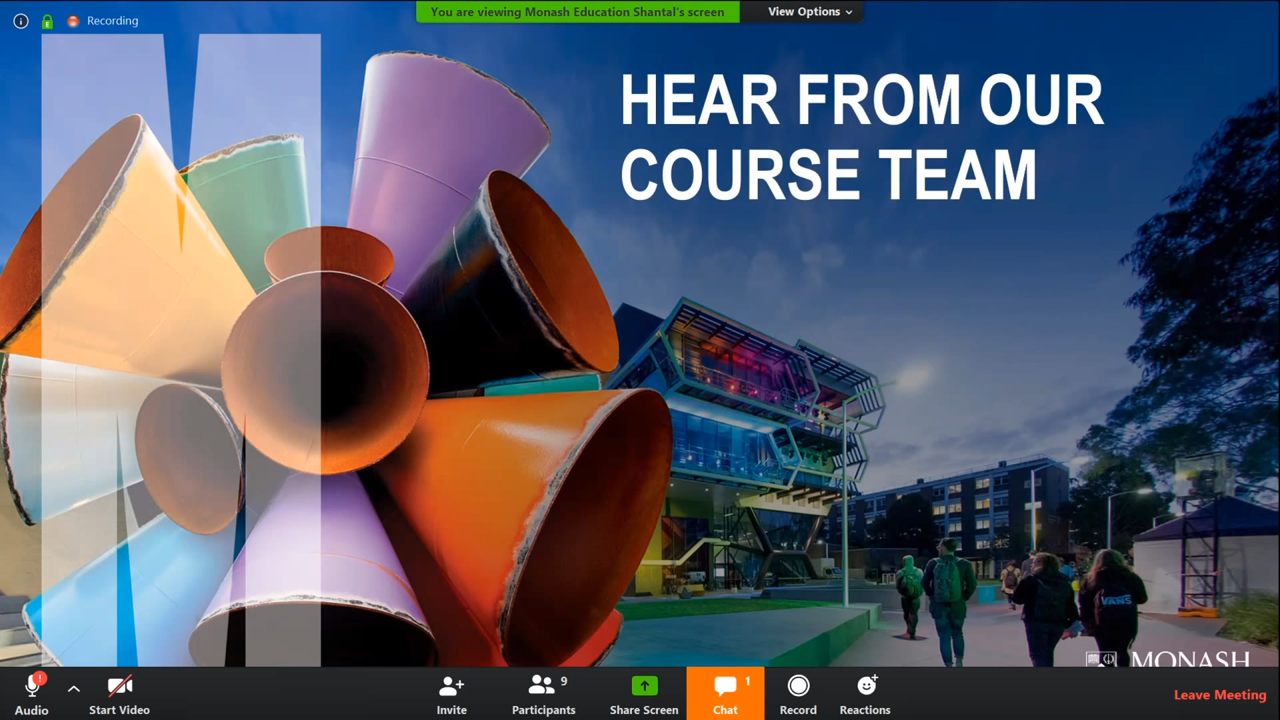 You are viewing Monash Education Shantal's screen
View Options
Recording
HEAR FROM OUR
COURSE TEAM
VANS
MONASH
Audio
Start Video
Invite
Participants
9
Share Screen
Chat
1
Record
Reactions
Leave Meeting